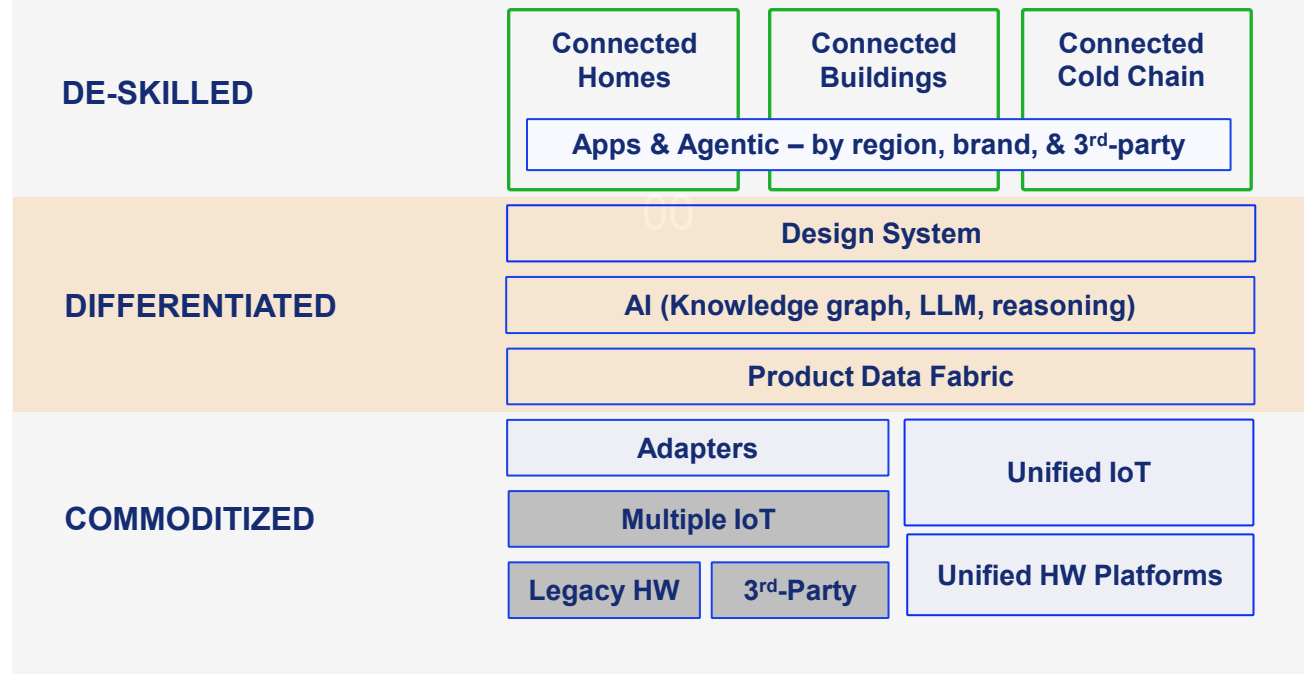 DE-SKILLED
Connected
Homes
Connected
Buildings
Connected
Cold Chain
Apps & Agentic – by region, brand, & 3rd-party
00
DIFFERENTIATED
Design System
AI (Knowledge graph, LLM, reasoning)
Product Data Fabric
COMMODITIZED
Adapters
Unified IoT
Multiple IoT
Legacy HW
3rd-Party
Unified HW Platforms